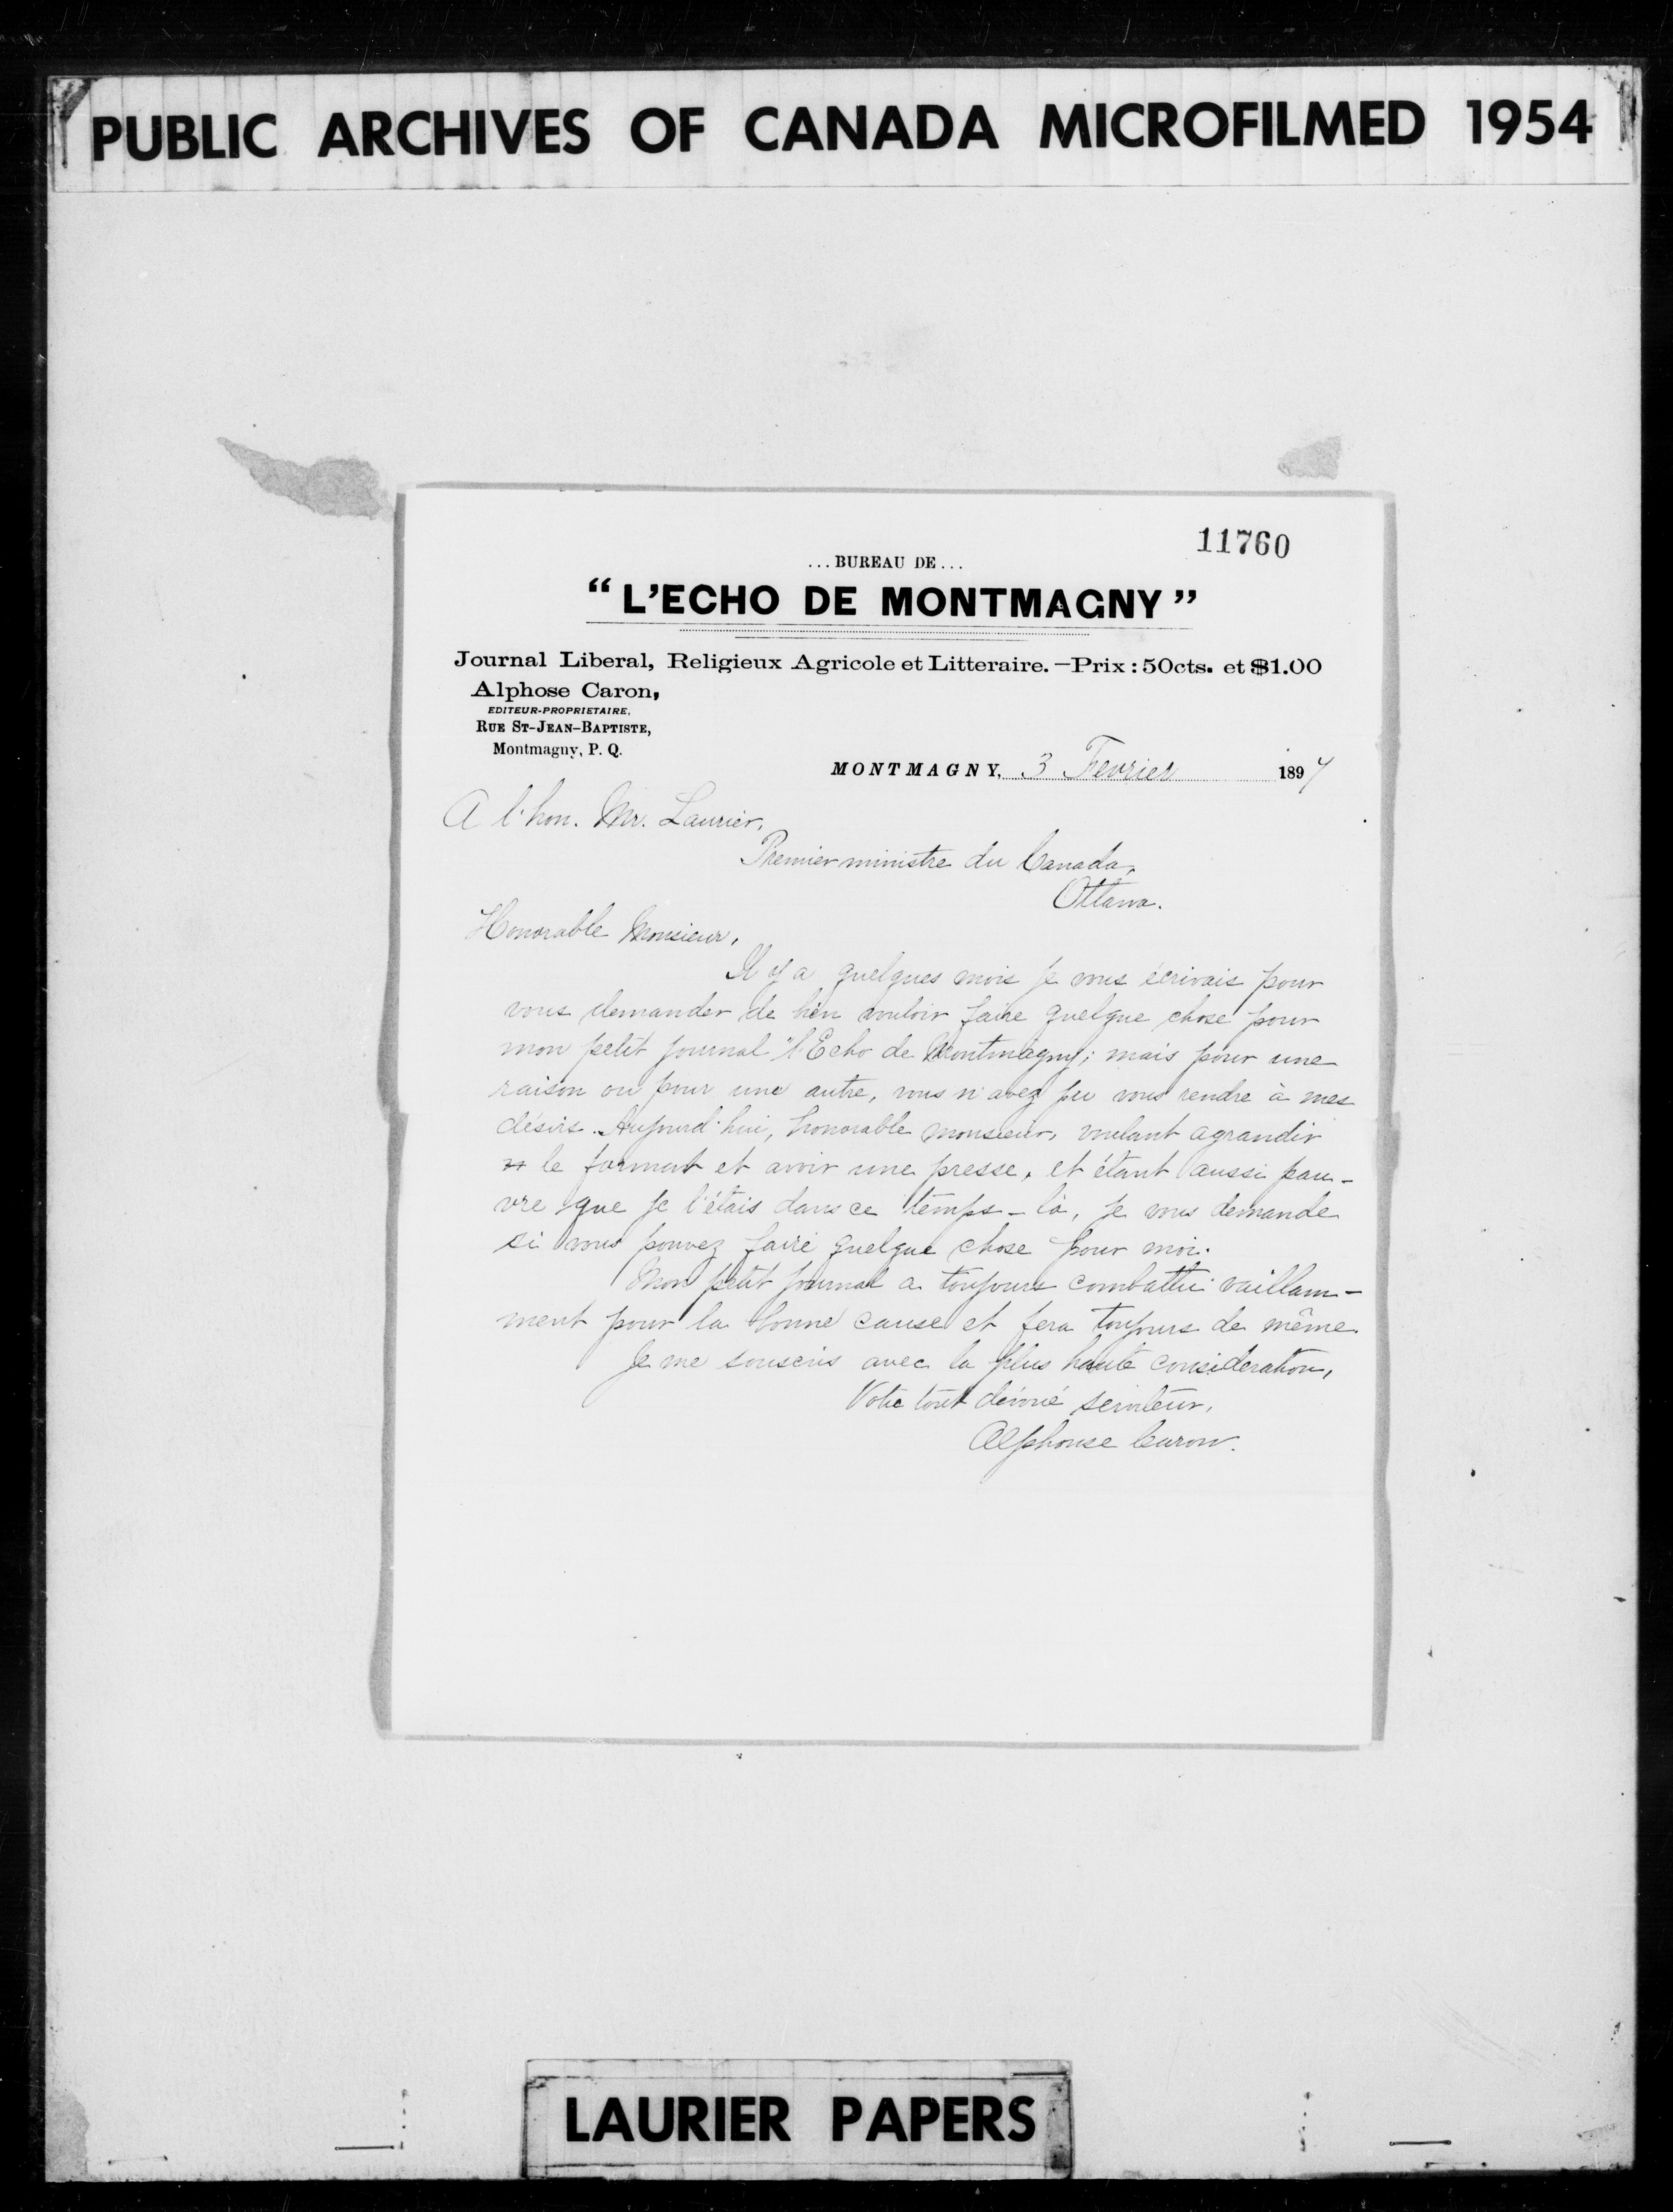 PUBLIC ARCHIVES OF CANADA MICROFILMED 1954
11760
...BUREAU DE...
"L'ECHO DE MONTMAGNY"
Journal Liberal, Religieux Agricole et Litteraire.—Prix: 50cts. et $1.00
Alphose Caron,
EDITEUR-PROPRIETAIRE.
RUE ST-JEAN-BAPTISTE,
Montmagny, P. Q.
MONTMAGNY, 3 Fevrier 1897
A l'hon. Mr. Laurier,
Premier ministre du Canada,
Ottawa.
Honorable Monsieur,
Il y a quelques mois je vous écrivais pour
vous demander de bien vouloir faire quelque chose pour
mon petit journal "l'Echo de Montmagny; mais pour une
raison ou pour une autre, vous n'avez pu vous rendre à mes
désirs. Aujourd'hui, honorable monsieur, voulant agrandir
le format et avoir une presse, et étant aussi pau-
vre que je l'étais dans ce temps-là, je vous demande
si vous pouvez faire quelque chose pour moi.
Mon petit journal a toujours combattu vaillam-
ment pour la bonne cause et fera toujours de même.
Je me souscris avec la plus haute consideration,
Votre tout dévoué serviteur,
Alphonse Caron.
LAURIER PAPERS